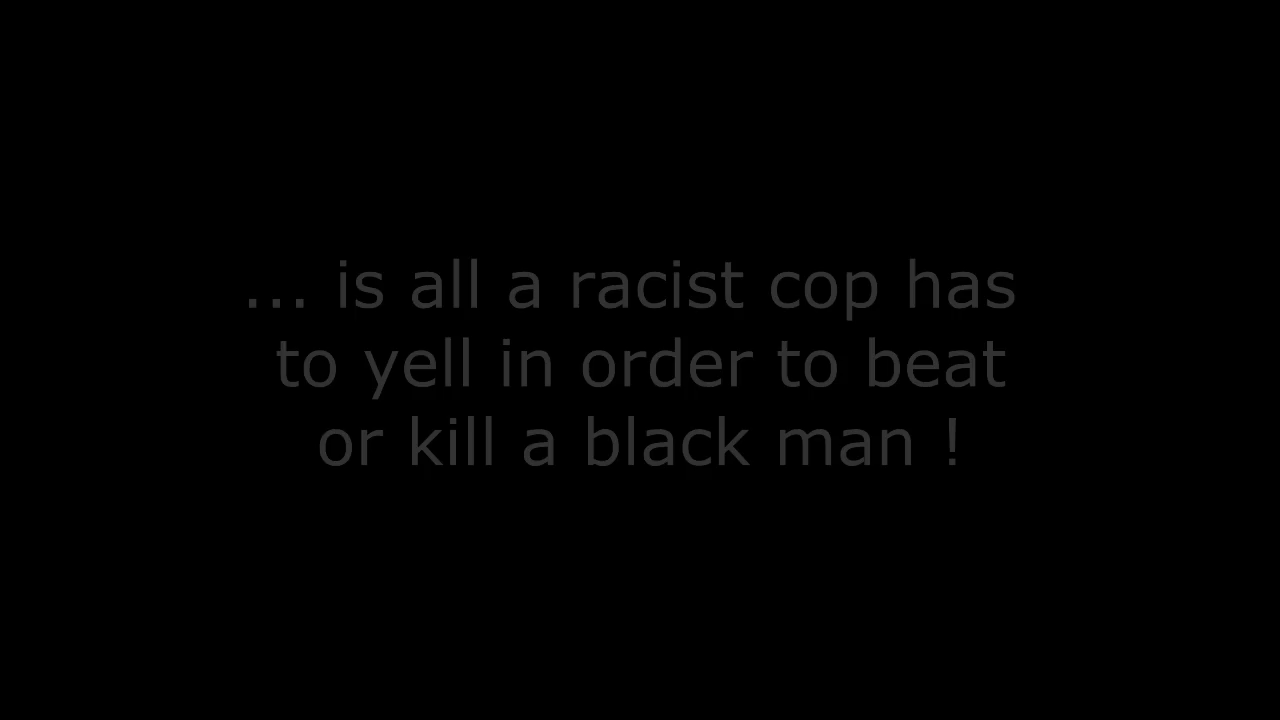 ... is all a racist cop has
to yell in order to beat
or kill a black man !